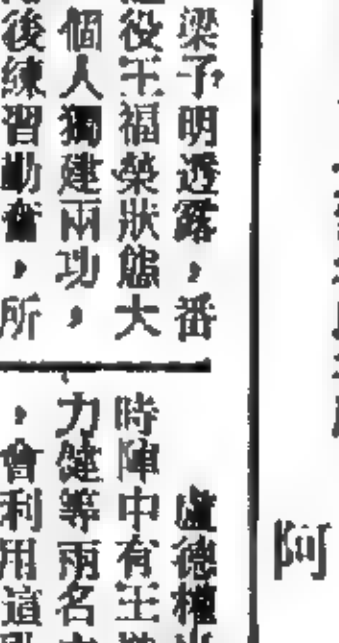 梁子明透露，番
役王福榮狀態大
個人獨建兩功，
後練習勤奮，所
盧德權
時陣中有王
力健等兩名
，會利用這
阿